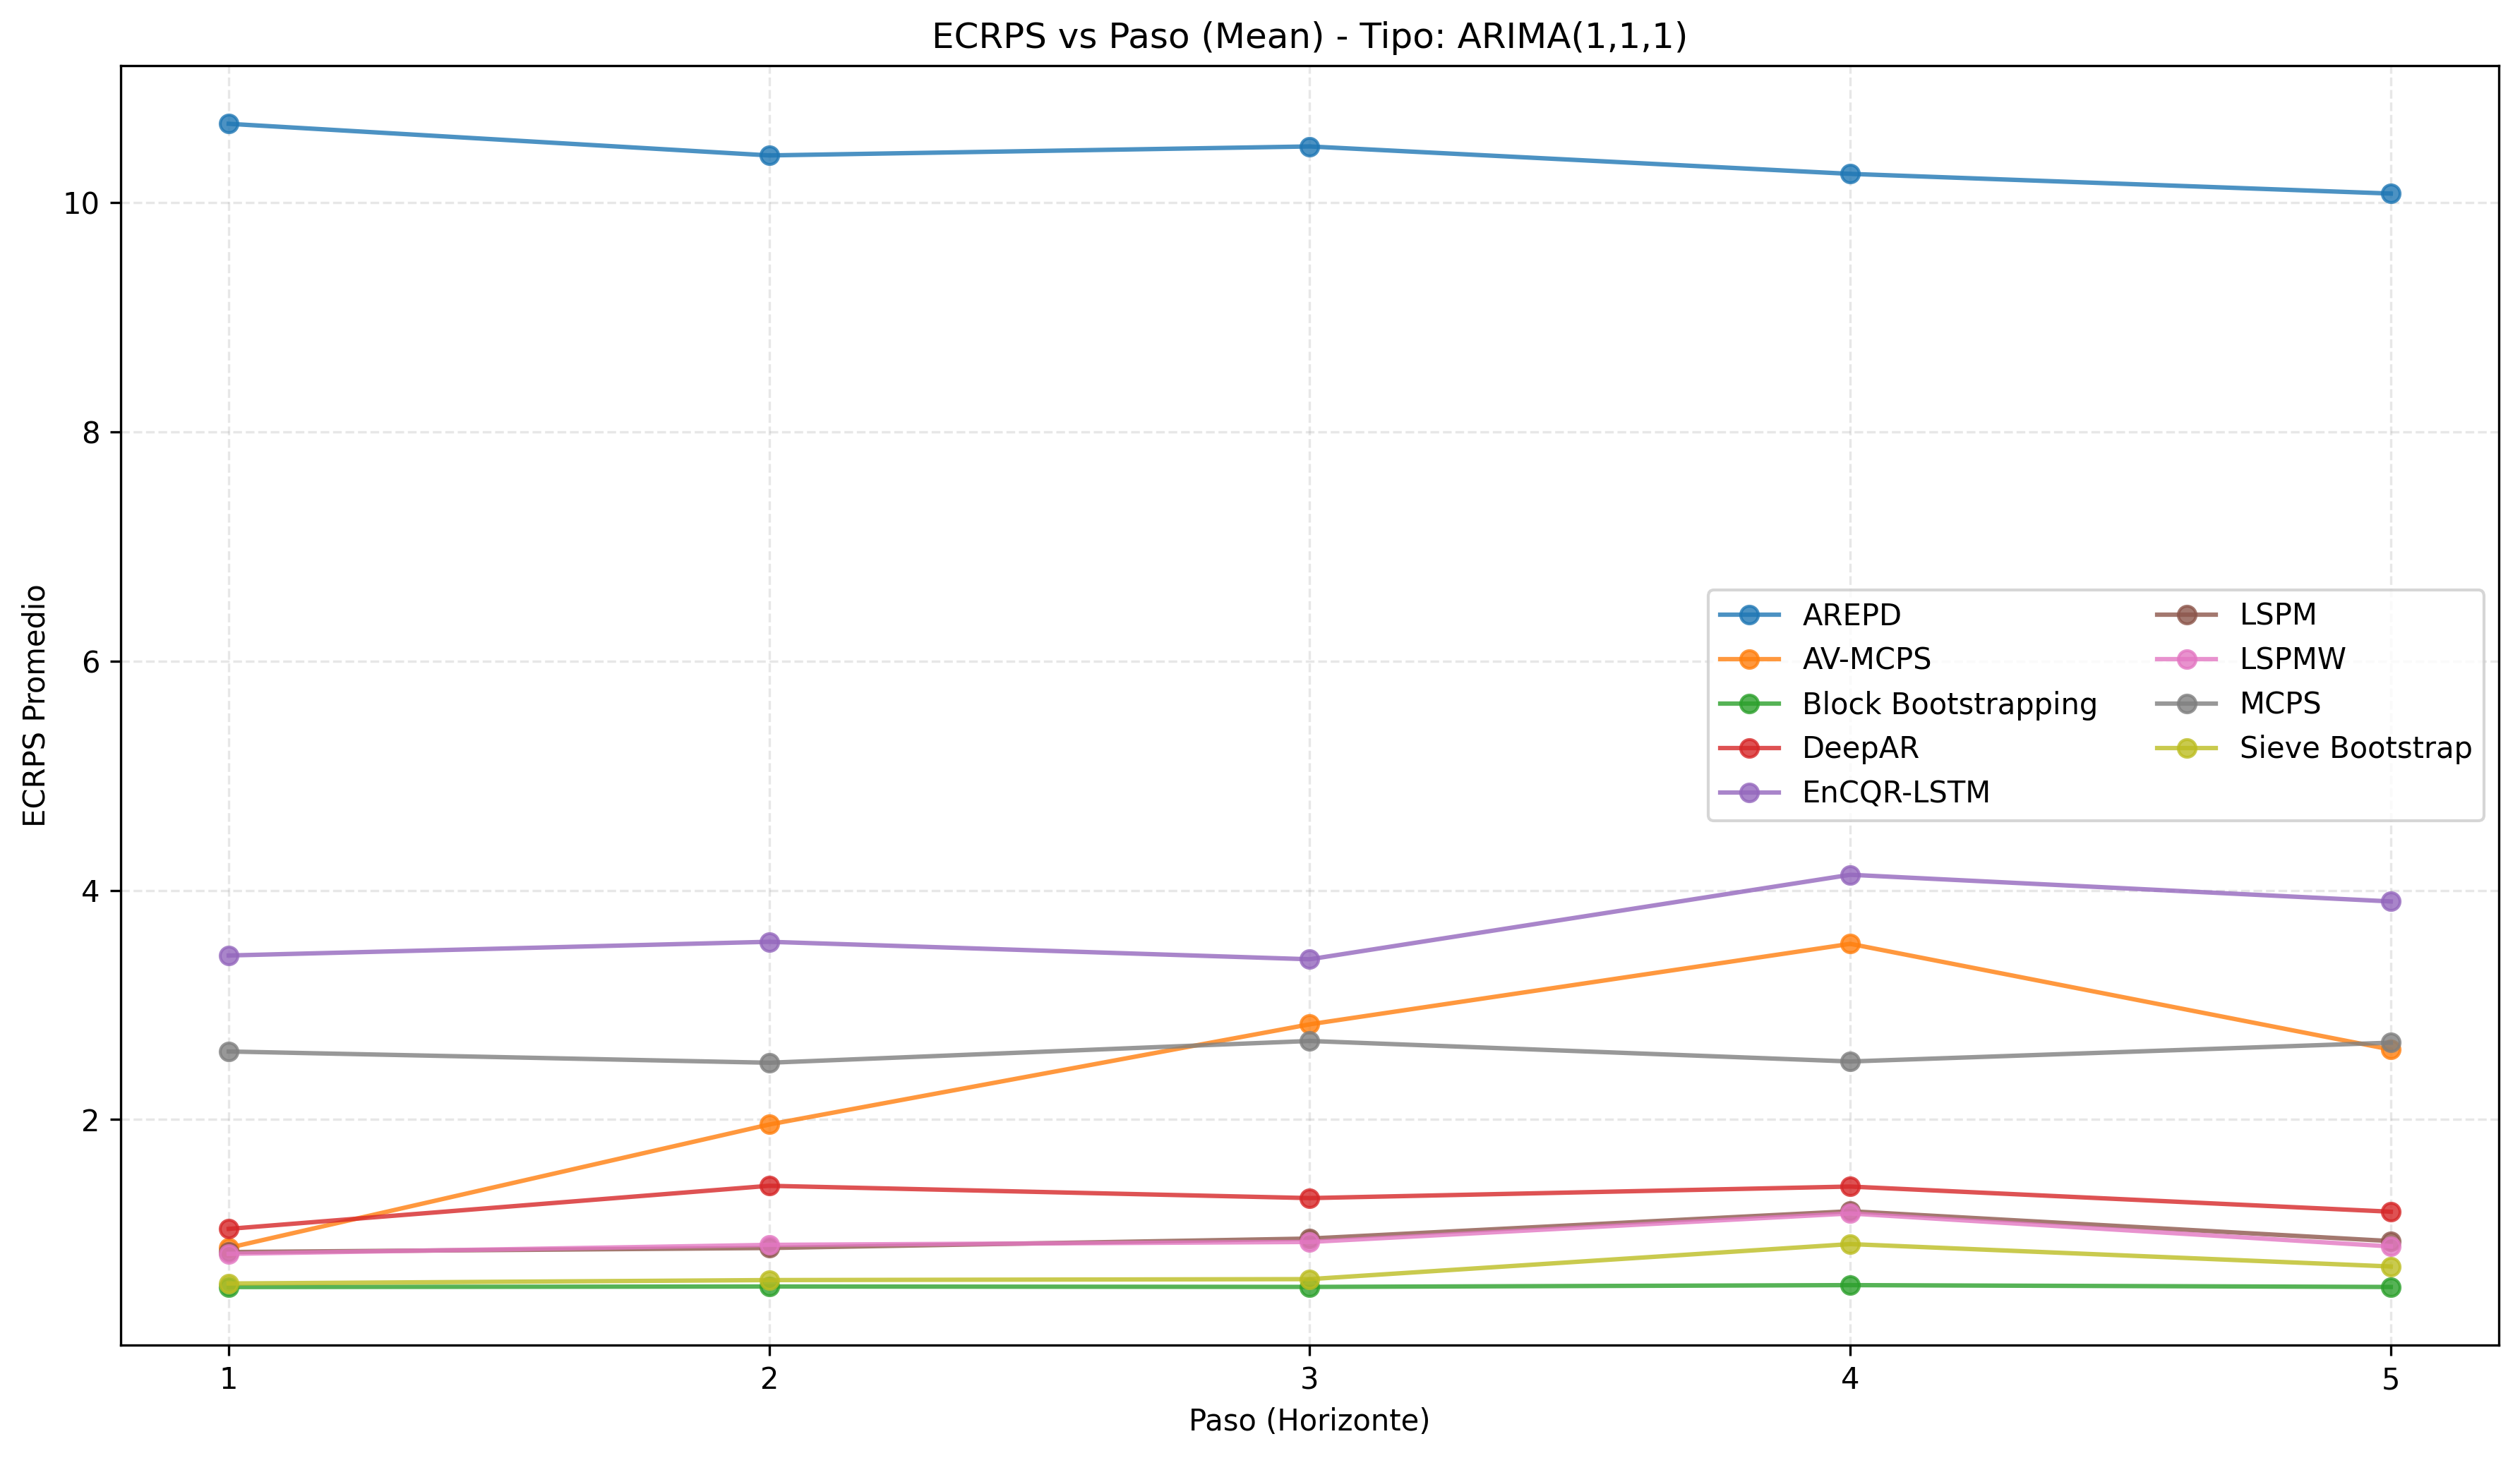 ECRPS vs Paso (Mean) - Tipo: ARIMA(1,1,1)
ECRPS Promedio
10
8
6
4
2
AREPD
AV-MCPS
Block Bootstrapping
DeepAR
EnCQR-LSTM
LSPM
LSPMW
MCPS
Sieve Bootstrap
1 2 3 4 5
Paso (Horizonte)